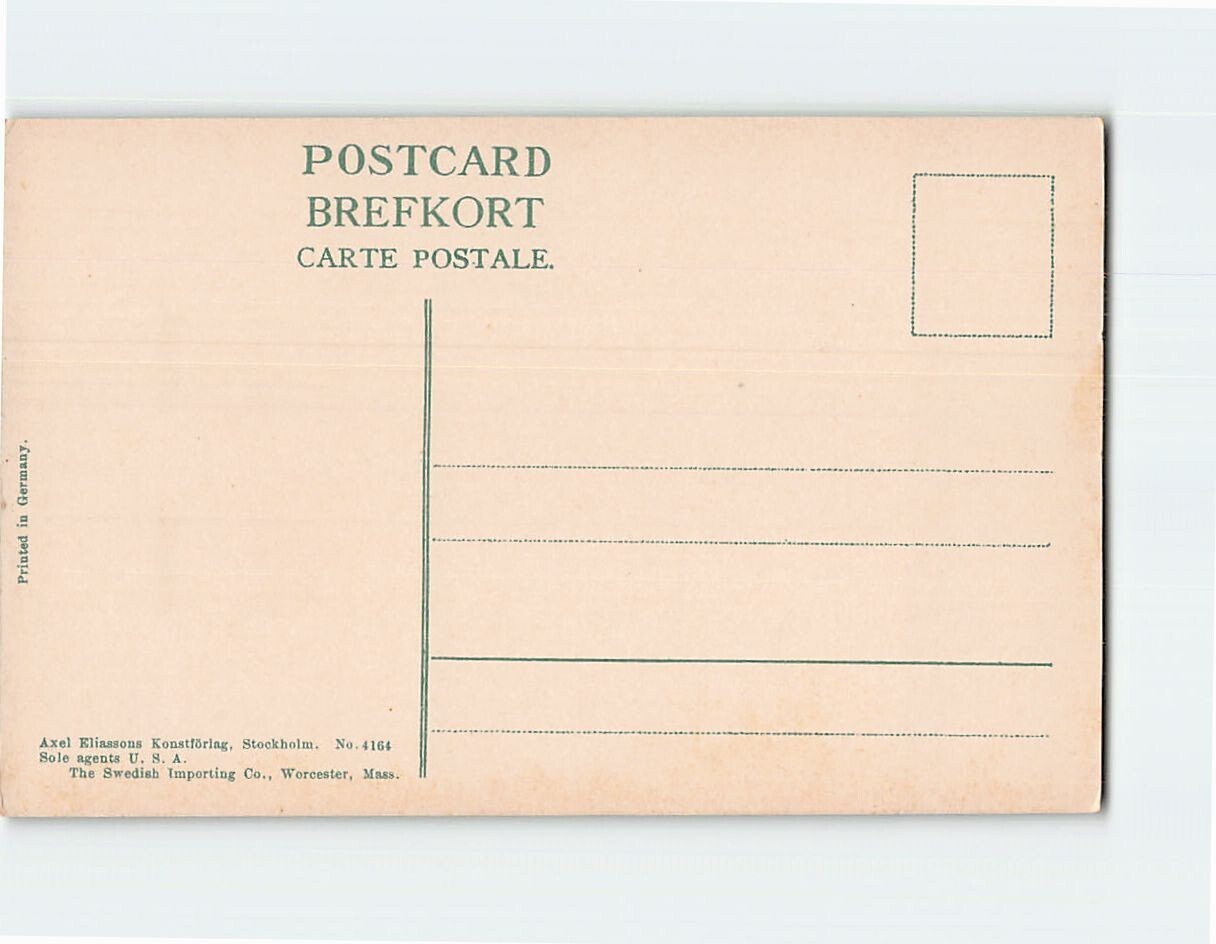 POSTCARD
BREFKORT
CARTE POSTALE.
Printed in Germany.
Axel Eliassons Konstförlag, Stockholm. No. 4164
Sole agents U. S. A.
The Swedish Importing Co., Worcester, Mass.